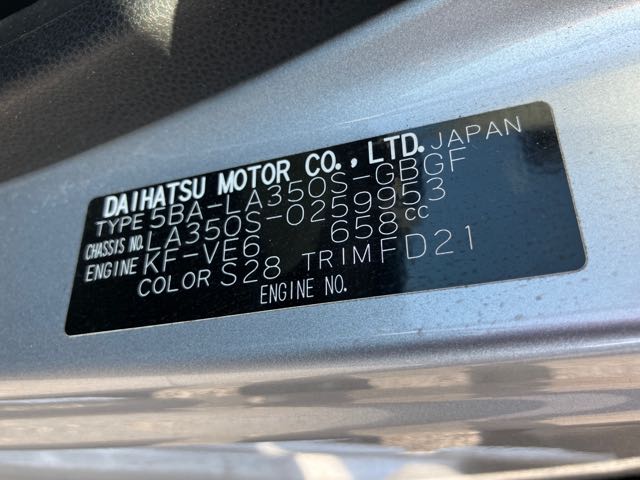 DAIHATSU MOTOR CO., LTD. JAPAN
TYPE 5BA-LA350S-GBGF
CHASSIS NO. LA350S-0259953
ENGINE KF-VE6 658cc
COLOR S28 TRIM FD21
ENGINE NO.